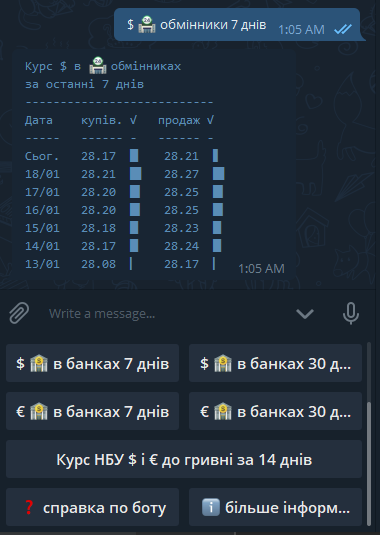 $ 🏦 обмінники 7 днів 1:05 AM
Курс $ в 🏦 обмінниках
за останні 7 днів
---------------------------
Дата купів. √ продаж √
----- ------ - ------ -
Сьог. 28.17 28.21
18/01 28.21 28.27
17/01 28.20 28.25
16/01 28.20 28.25
15/01 28.18 28.23
14/01 28.17 28.24
13/01 28.08 28.17
1:05 AM
Write a message...
$ 🏦 в банках 7 днів
$ 🏦 в банках 30 д...
€ 🏦 в банках 7 днів
€ 🏦 в банках 30 д...
Курс НБУ $ і € до гривні за 14 днів
❓ справка по боту
ℹ️ більше інформ...